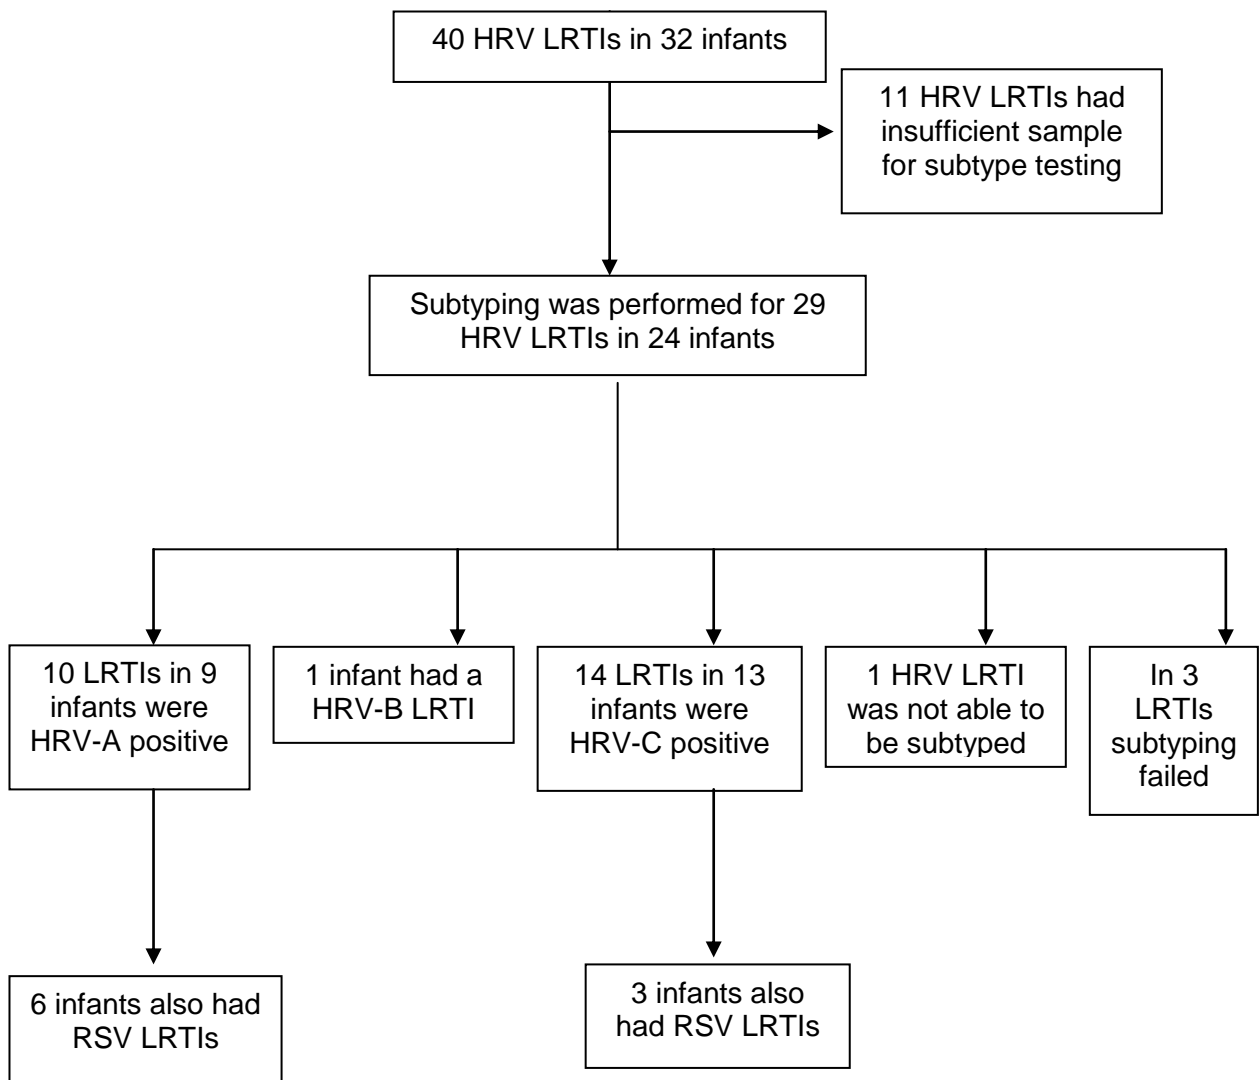 40 HRV LRTIs in 32 infants
11 HRV LRTIs had
insufficient sample
for subtype testing
Subtyping was performed for 29
HRV LRTIs in 24 infants
10 LRTIs in 9
infants were
HRV-A positive
1 infant had a
HRV-B LRTI
14 LRTIs in 13
infants were
HRV-C positive
1 HRV LRTI
was not able to
be subtyped
In 3
LRTIs
subtyping
failed
6 infants also had
RSV LRTIs
3 infants also
had RSV LRTIs